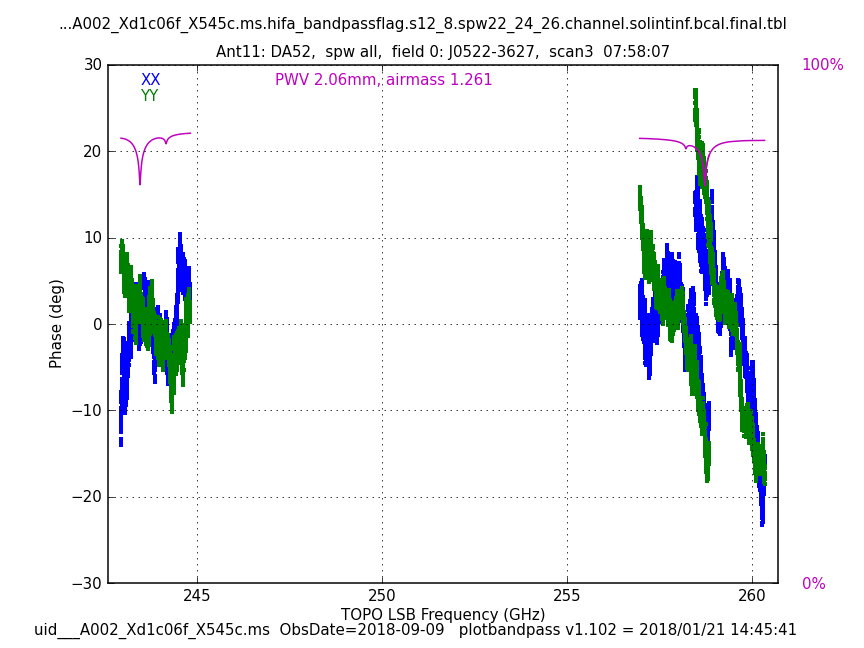 ...A002_Xd1c06f_X545c.ms.hifa_bandpassflag.s12_8.spw22_24_26.channel.solintinf.bcal.final.tbl
Ant11: DA52,  spw all,  field 0: J0522-3627,  scan3  07:58:07
30
100%
XX
PWV 2.06mm, airmass 1.261
YY
20
10
Phase (deg)
0
−10
−20
−30
0%
245
250
255
260
TOPO LSB Frequency (GHz)
uid___A002_Xd1c06f_X545c.ms  ObsDate=2018-09-09   plotbandpass v1.102 = 2018/01/21 14:45:41